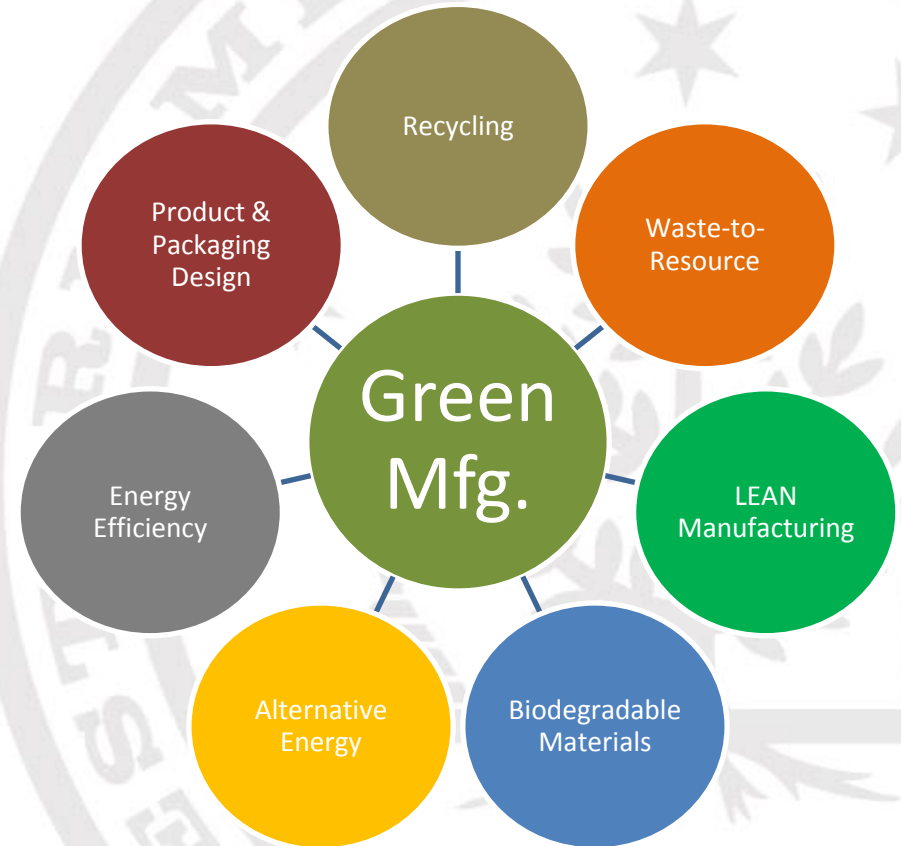 Recycling
Waste-to-
Resource
LEAN
Manufacturing
Biodegradable
Materials
Alternative
Energy
Energy
Efficiency
Product &
Packaging
Design
Green
Mfg.